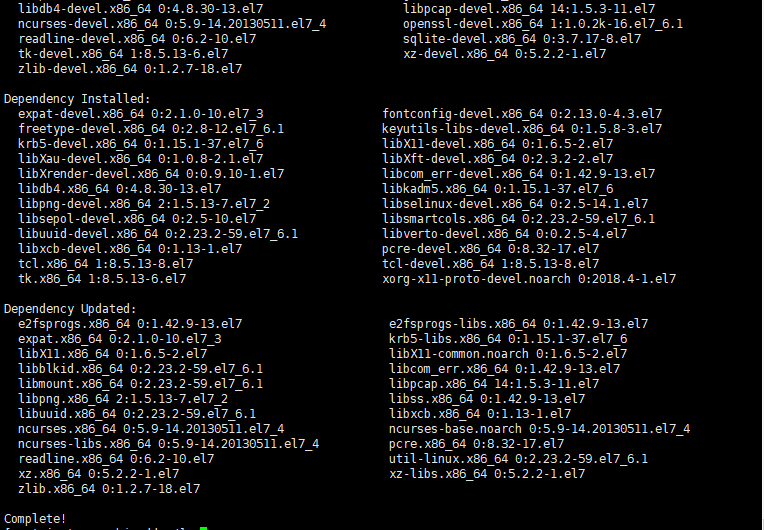 libdb4-devel.x86_64 0:4.8.30-13.el7 libpcap-devel.x86_64 14:1.5.3-11.el7
ncurses-devel.x86_64 0:5.9-14.20130511.el7_4 openssl-devel.x86_64 1:1.0.2k-16.el7_6.1
readline-devel.x86_64 0:6.2-10.el7 sqlite-devel.x86_64 0:3.7.17-8.el7
tk-devel.x86_64 1:8.5.13-6.el7 xz-devel.x86_64 0:5.2.2-1.el7
zlib-devel.x86_64 0:1.2.7-18.el7
Dependency Installed:
expat-devel.x86_64 0:2.1.0-10.el7_3 fontconfig-devel.x86_64 0:2.13.0-4.3.el7
freetype-devel.x86_64 0:2.8-12.el7_6.1 keyutils-libs-devel.x86_64 0:1.5.8-3.el7
krb5-devel.x86_64 0:1.15.1-37.el7_6 libX11-devel.x86_64 0:1.6.5-2.el7
libXau-devel.x86_64 0:1.0.8-2.1.el7 libXft-devel.x86_64 0:2.3.2-2.el7
libXrender-devel.x86_64 0:0.9.10-1.el7 libcom_err-devel.x86_64 0:1.42.9-13.el7
libdb4.x86_64 0:4.8.30-13.el7 libkadm5.x86_64 0:1.15.1-37.el7_6
libpng-devel.x86_64 2:1.5.13-7.el7_2 libselinux-devel.x86_64 0:2.5-14.1.el7
libsepol-devel.x86_64 0:2.5-10.el7 libsmartcols.x86_64 0:2.23.2-59.el7_6.1
libuuid-devel.x86_64 0:2.23.2-59.el7_6.1 libverto-devel.x86_64 0:0.2.5-4.el7
libxcb-devel.x86_64 0:1.13-1.el7 pcre-devel.x86_64 0:8.32-17.el7
tcl.x86_64 1:8.5.13-8.el7 tcl-devel.x86_64 1:8.5.13-8.el7
tk.x86_64 1:8.5.13-6.el7 xorg-x11-proto-devel.noarch 0:2018.4-1.el7
Dependency Updated:
e2fsprogs.x86_64 0:1.42.9-13.el7 e2fsprogs-libs.x86_64 0:1.42.9-13.el7
expat.x86_64 0:2.1.0-10.el7_3 krb5-libs.x86_64 0:1.15.1-37.el7_6
libX11.x86_64 0:1.6.5-2.el7 libX11-common.noarch 0:1.6.5-2.el7
libblkid.x86_64 0:2.23.2-59.el7_6.1 libcom_err.x86_64 0:1.42.9-13.el7
libmount.x86_64 0:2.23.2-59.el7_6.1 libpcap.x86_64 14:1.5.3-11.el7
libpng.x86_64 2:1.5.13-7.el7_2 libss.x86_64 0:1.42.9-13.el7
libuuid.x86_64 0:2.23.2-59.el7_6.1 libxcb.x86_64 0:1.13-1.el7
ncurses.x86_64 0:5.9-14.20130511.el7_4 ncurses-base.noarch 0:5.9-14.20130511.el7_4
ncurses-libs.x86_64 0:5.9-14.20130511.el7_4 pcre.x86_64 0:8.32-17.el7
readline.x86_64 0:6.2-10.el7 util-linux.x86_64 0:2.23.2-59.el7_6.1
xz.x86_64 0:5.2.2-1.el7 xz-libs.x86_64 0:5.2.2-1.el7
zlib.x86_64 0:1.2.7-18.el7
Complete!